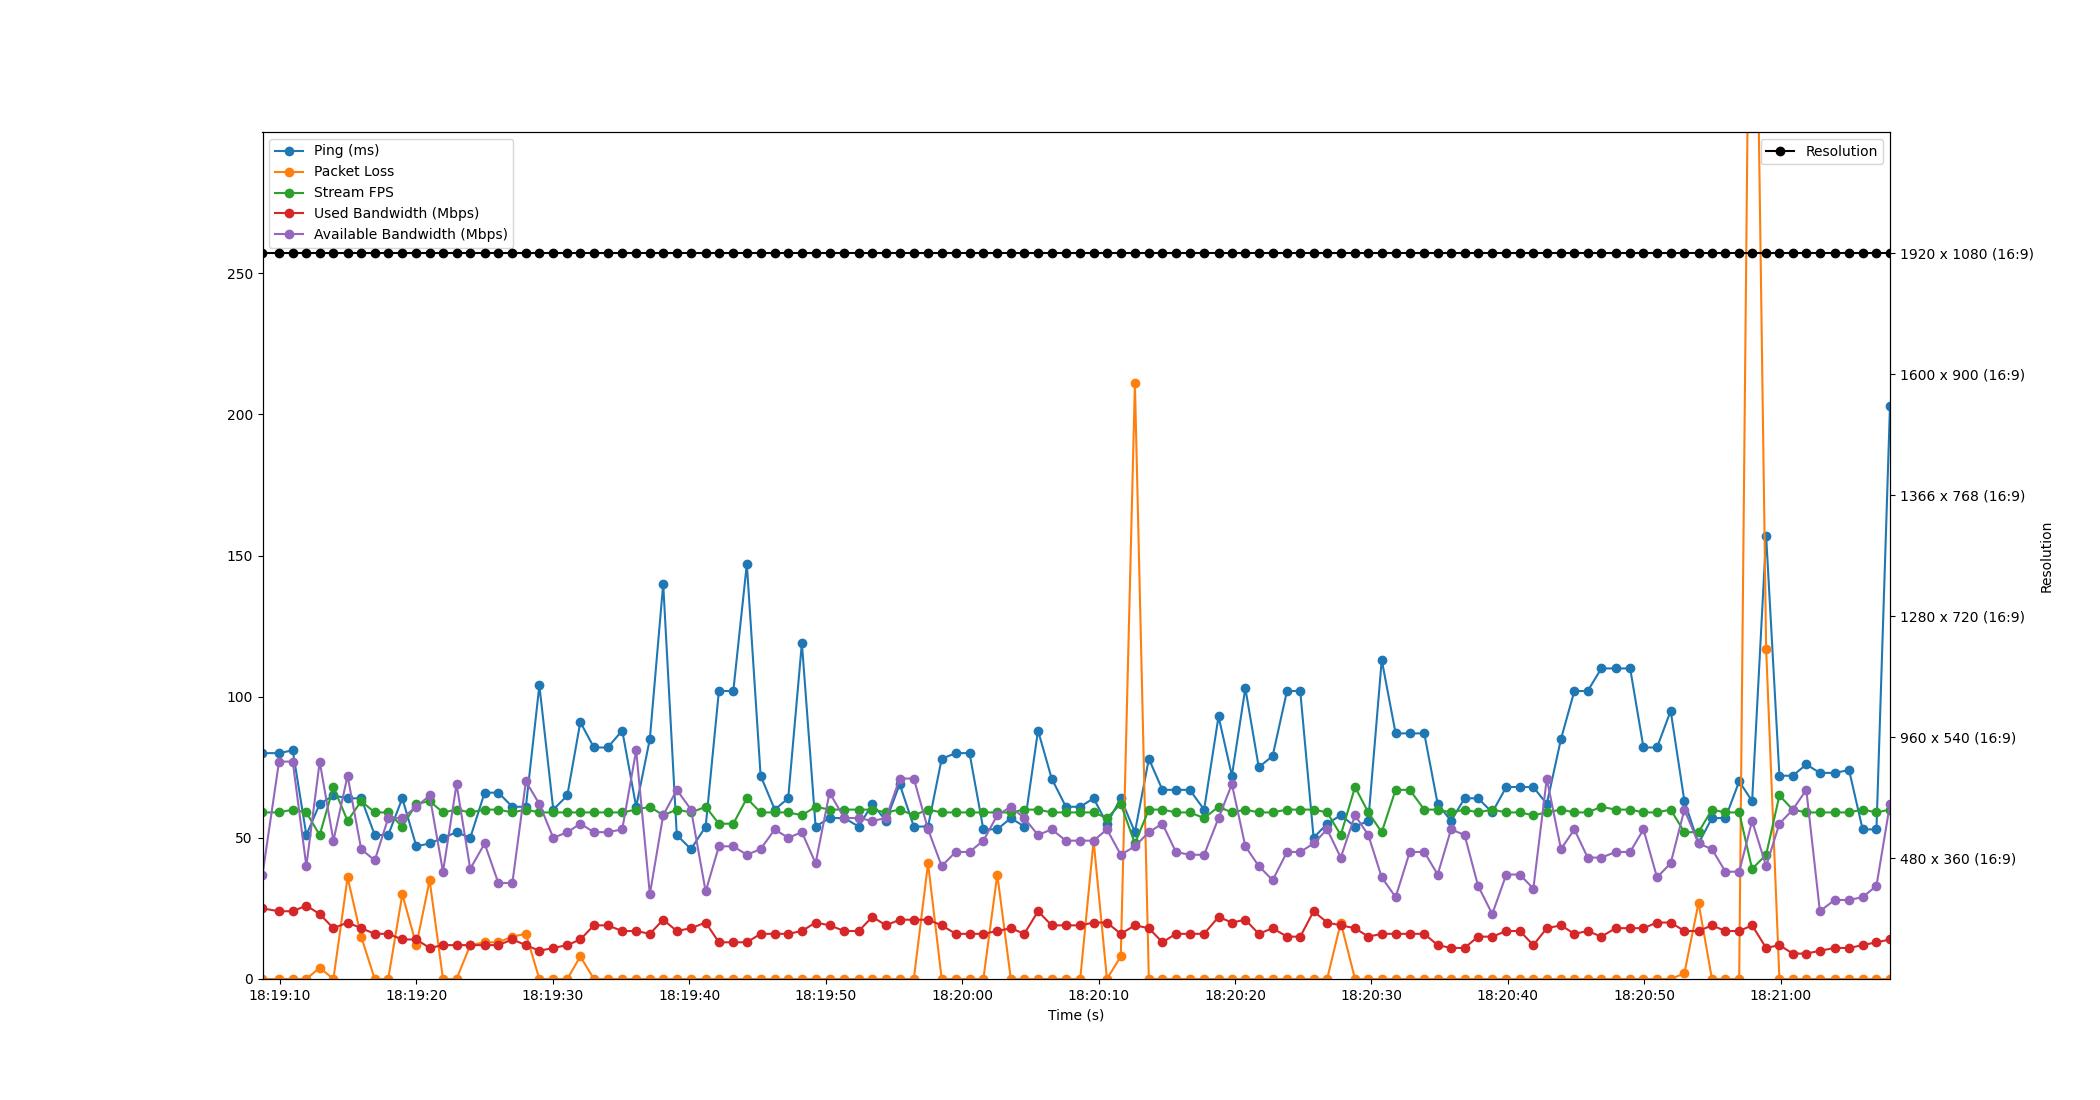 Ping (ms)
Packet Loss
Stream FPS
Used Bandwidth (Mbps)
Available Bandwidth (Mbps)
Resolution
250
200
150
100
50
0
1920 x 1080 (16:9)
1600 x 900 (16:9)
1366 x 768 (16:9)
1280 x 720 (16:9)
960 x 540 (16:9)
480 x 360 (16:9)
Resolution
18:19:10
18:19:20
18:19:30
18:19:40
18:19:50
18:20:00
18:20:10
18:20:20
18:20:30
18:20:40
18:20:50
18:21:00
Time (s)